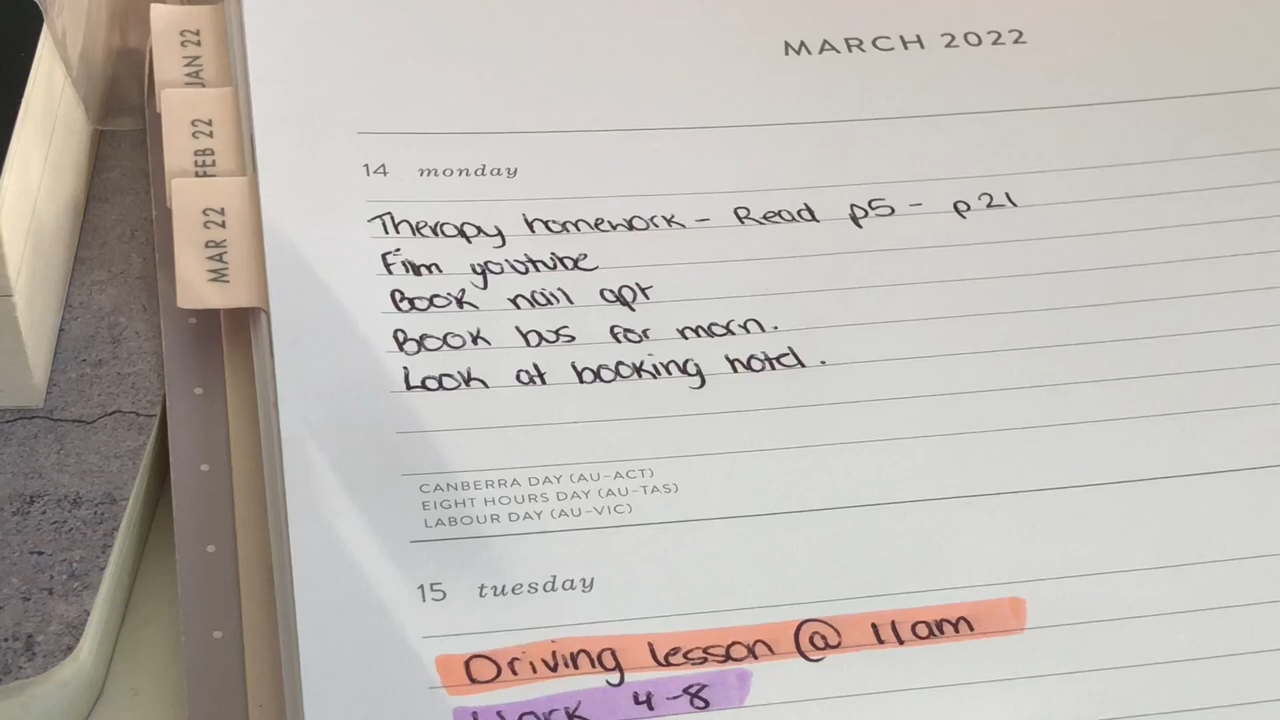 JAN 22
FEB 22
MAR 22
MARCH 2022
14 monday
Therapy homework - Read p5 - p21
Film youtube
Book nail apt
Book bus for morn.
Look at booking hotel.
CANBERRA DAY (AU-ACT)
EIGHT HOURS DAY (AU-TAS)
LABOUR DAY (AU-VIC)
15 tuesday
Driving lesson @ 11am
Work 4-8